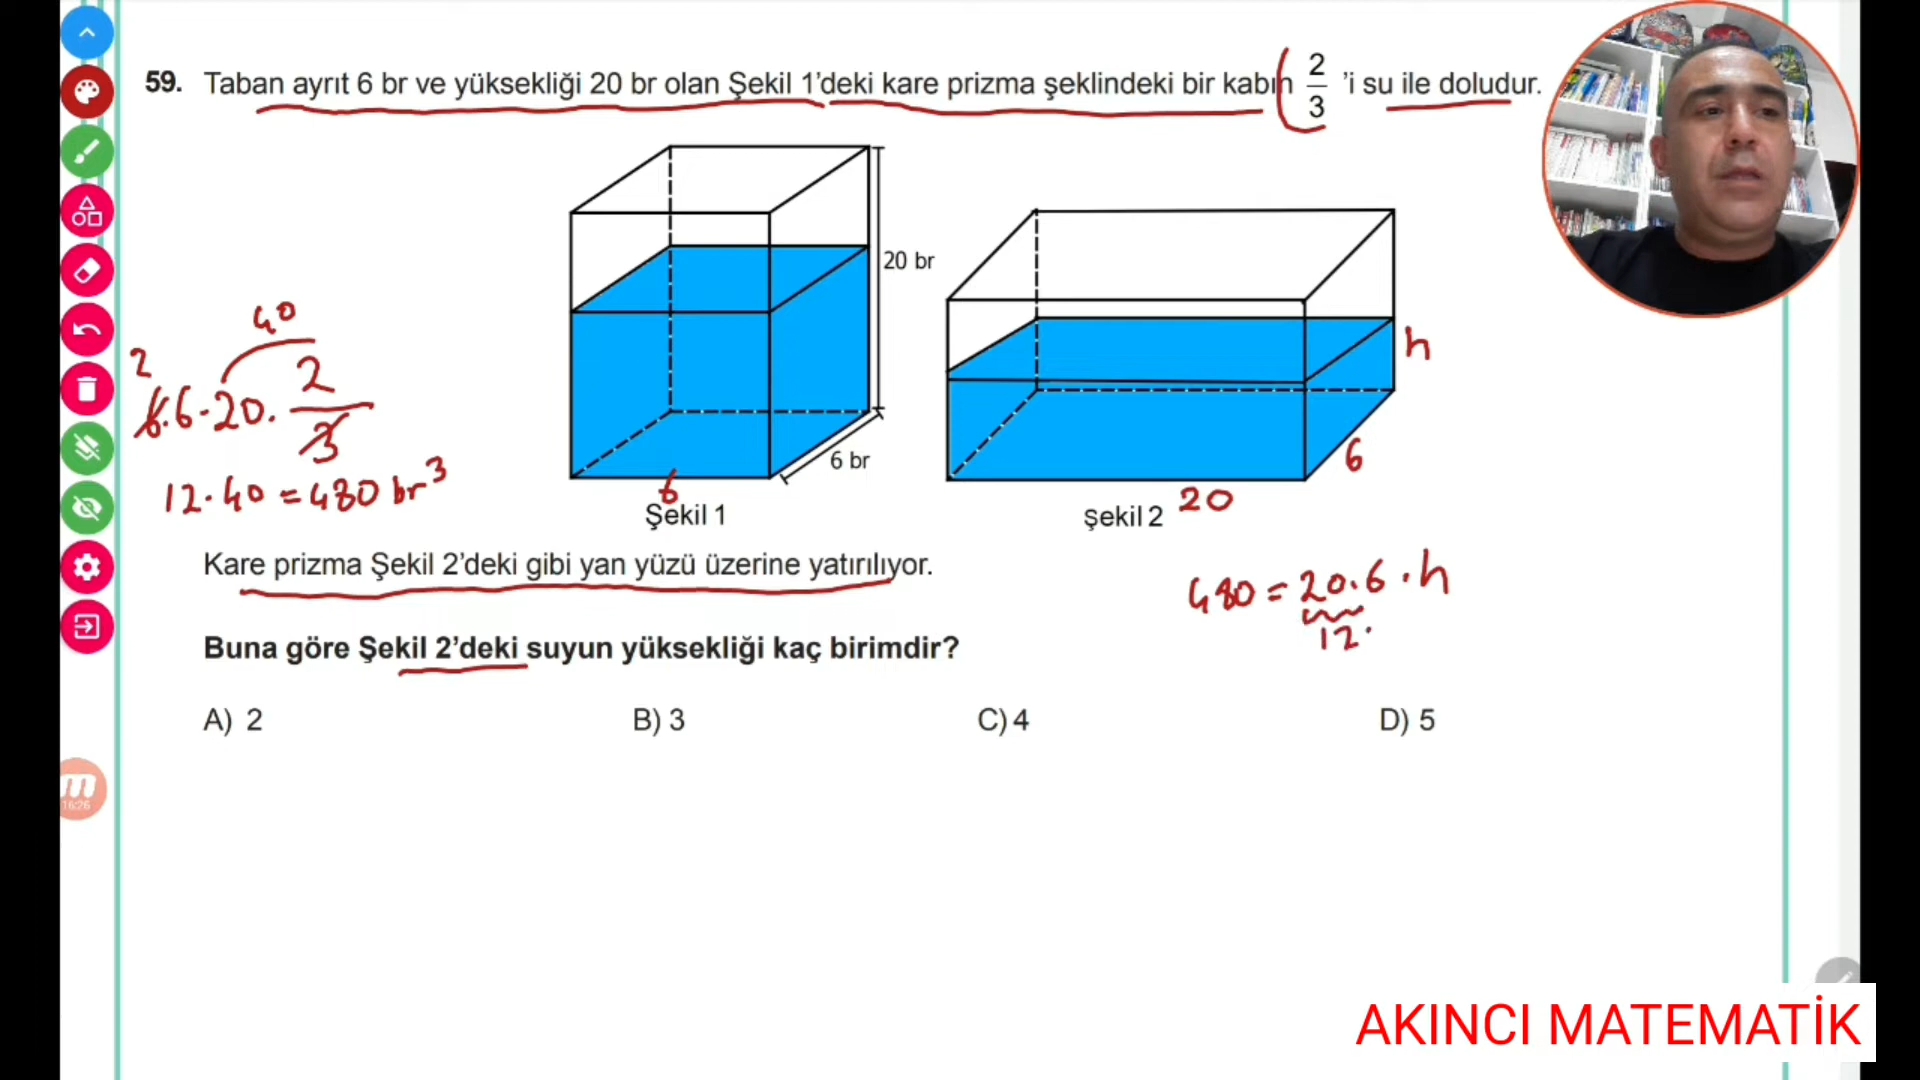 59. Taban ayrıt 6 br ve yüksekliği 20 br olan Şekil 1'deki kare prizma şeklindeki bir kabın 2/3 'i su ile doludur.
20 br
h
40
2
6.6.20. 2/3
12.40 = 480 br³
6 br
6
6
20
Şekil 1
Şekil 2
Kare prizma Şekil 2'deki gibi yan yüzü üzerine yatırılıyor.
480 = 20.6.h
12.
Buna göre Şekil 2'deki suyun yüksekliği kaç birimdir?
A) 2 B) 3 C) 4 D) 5
m
16:26
AKINCI MATEMATİK